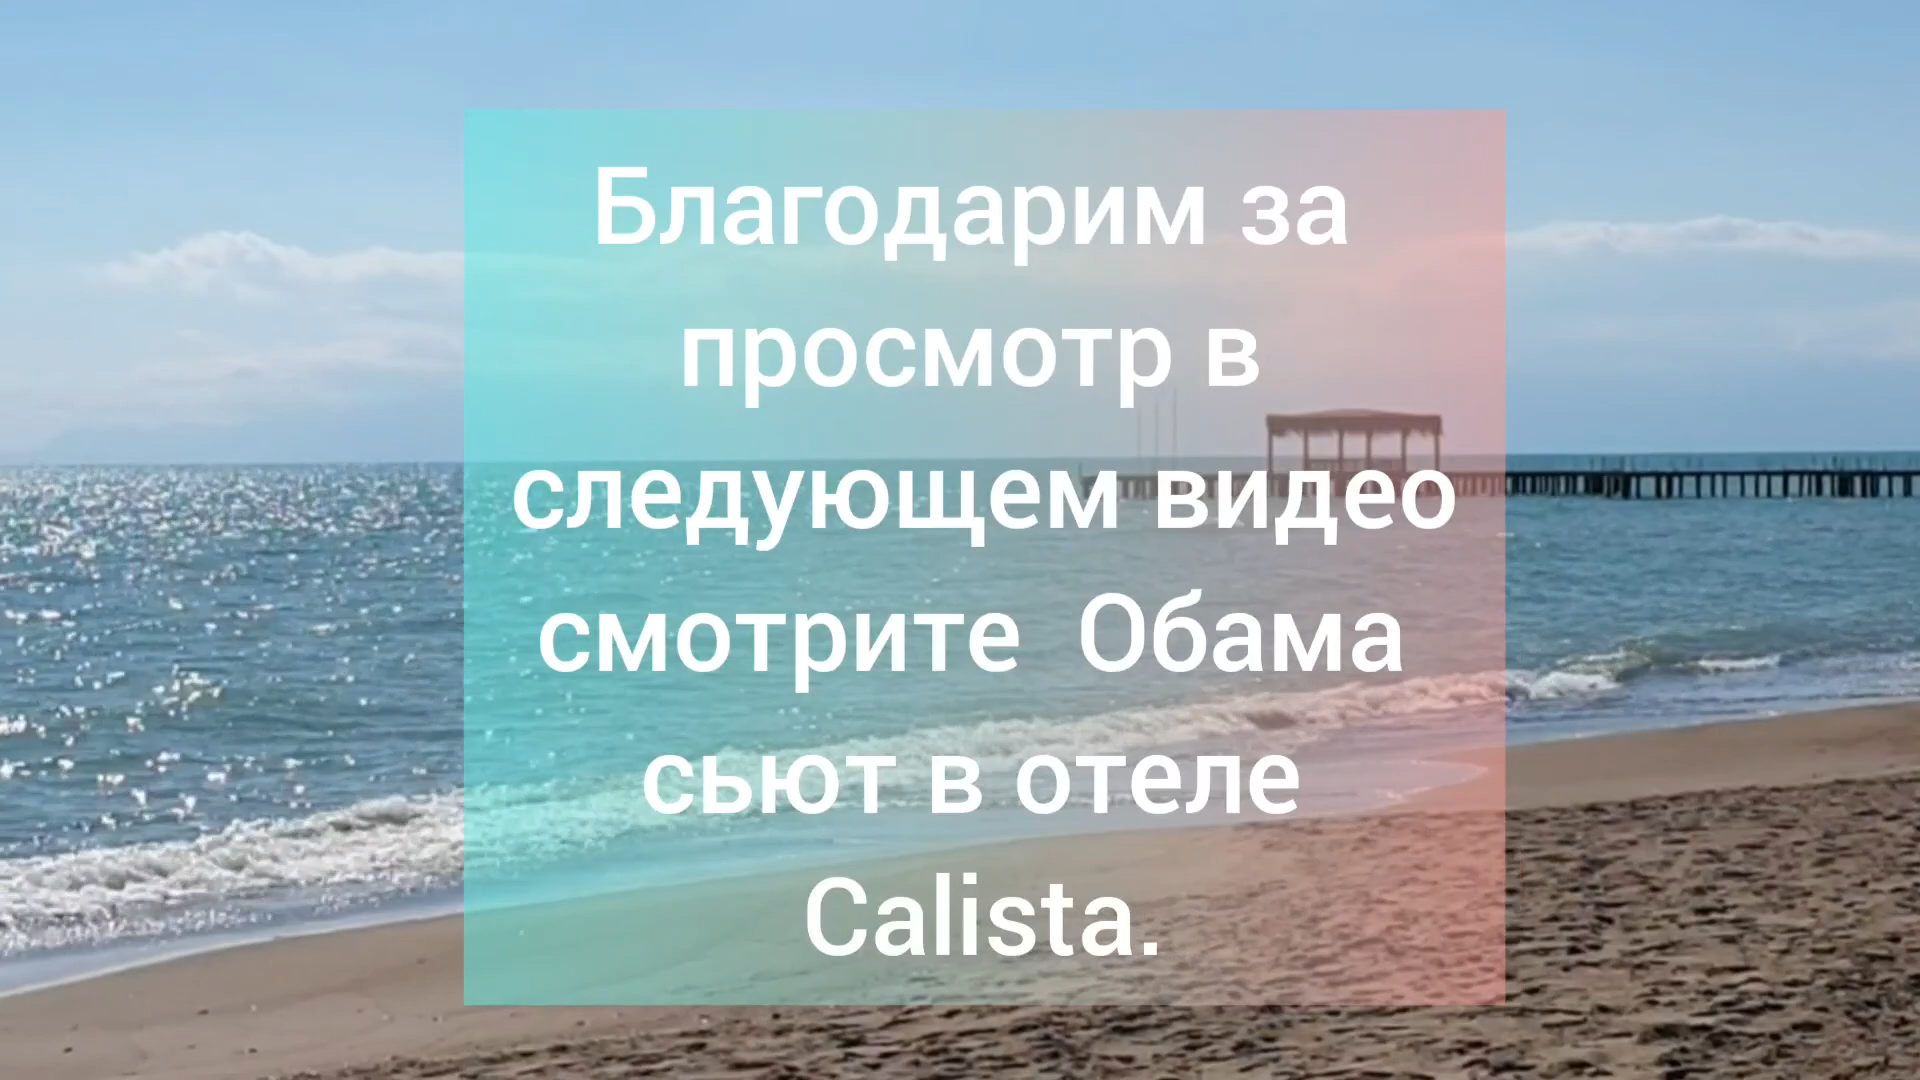 Благодарим за
просмотр в
следующем видео
смотрите  Обама
сьют в отеле
Calista.